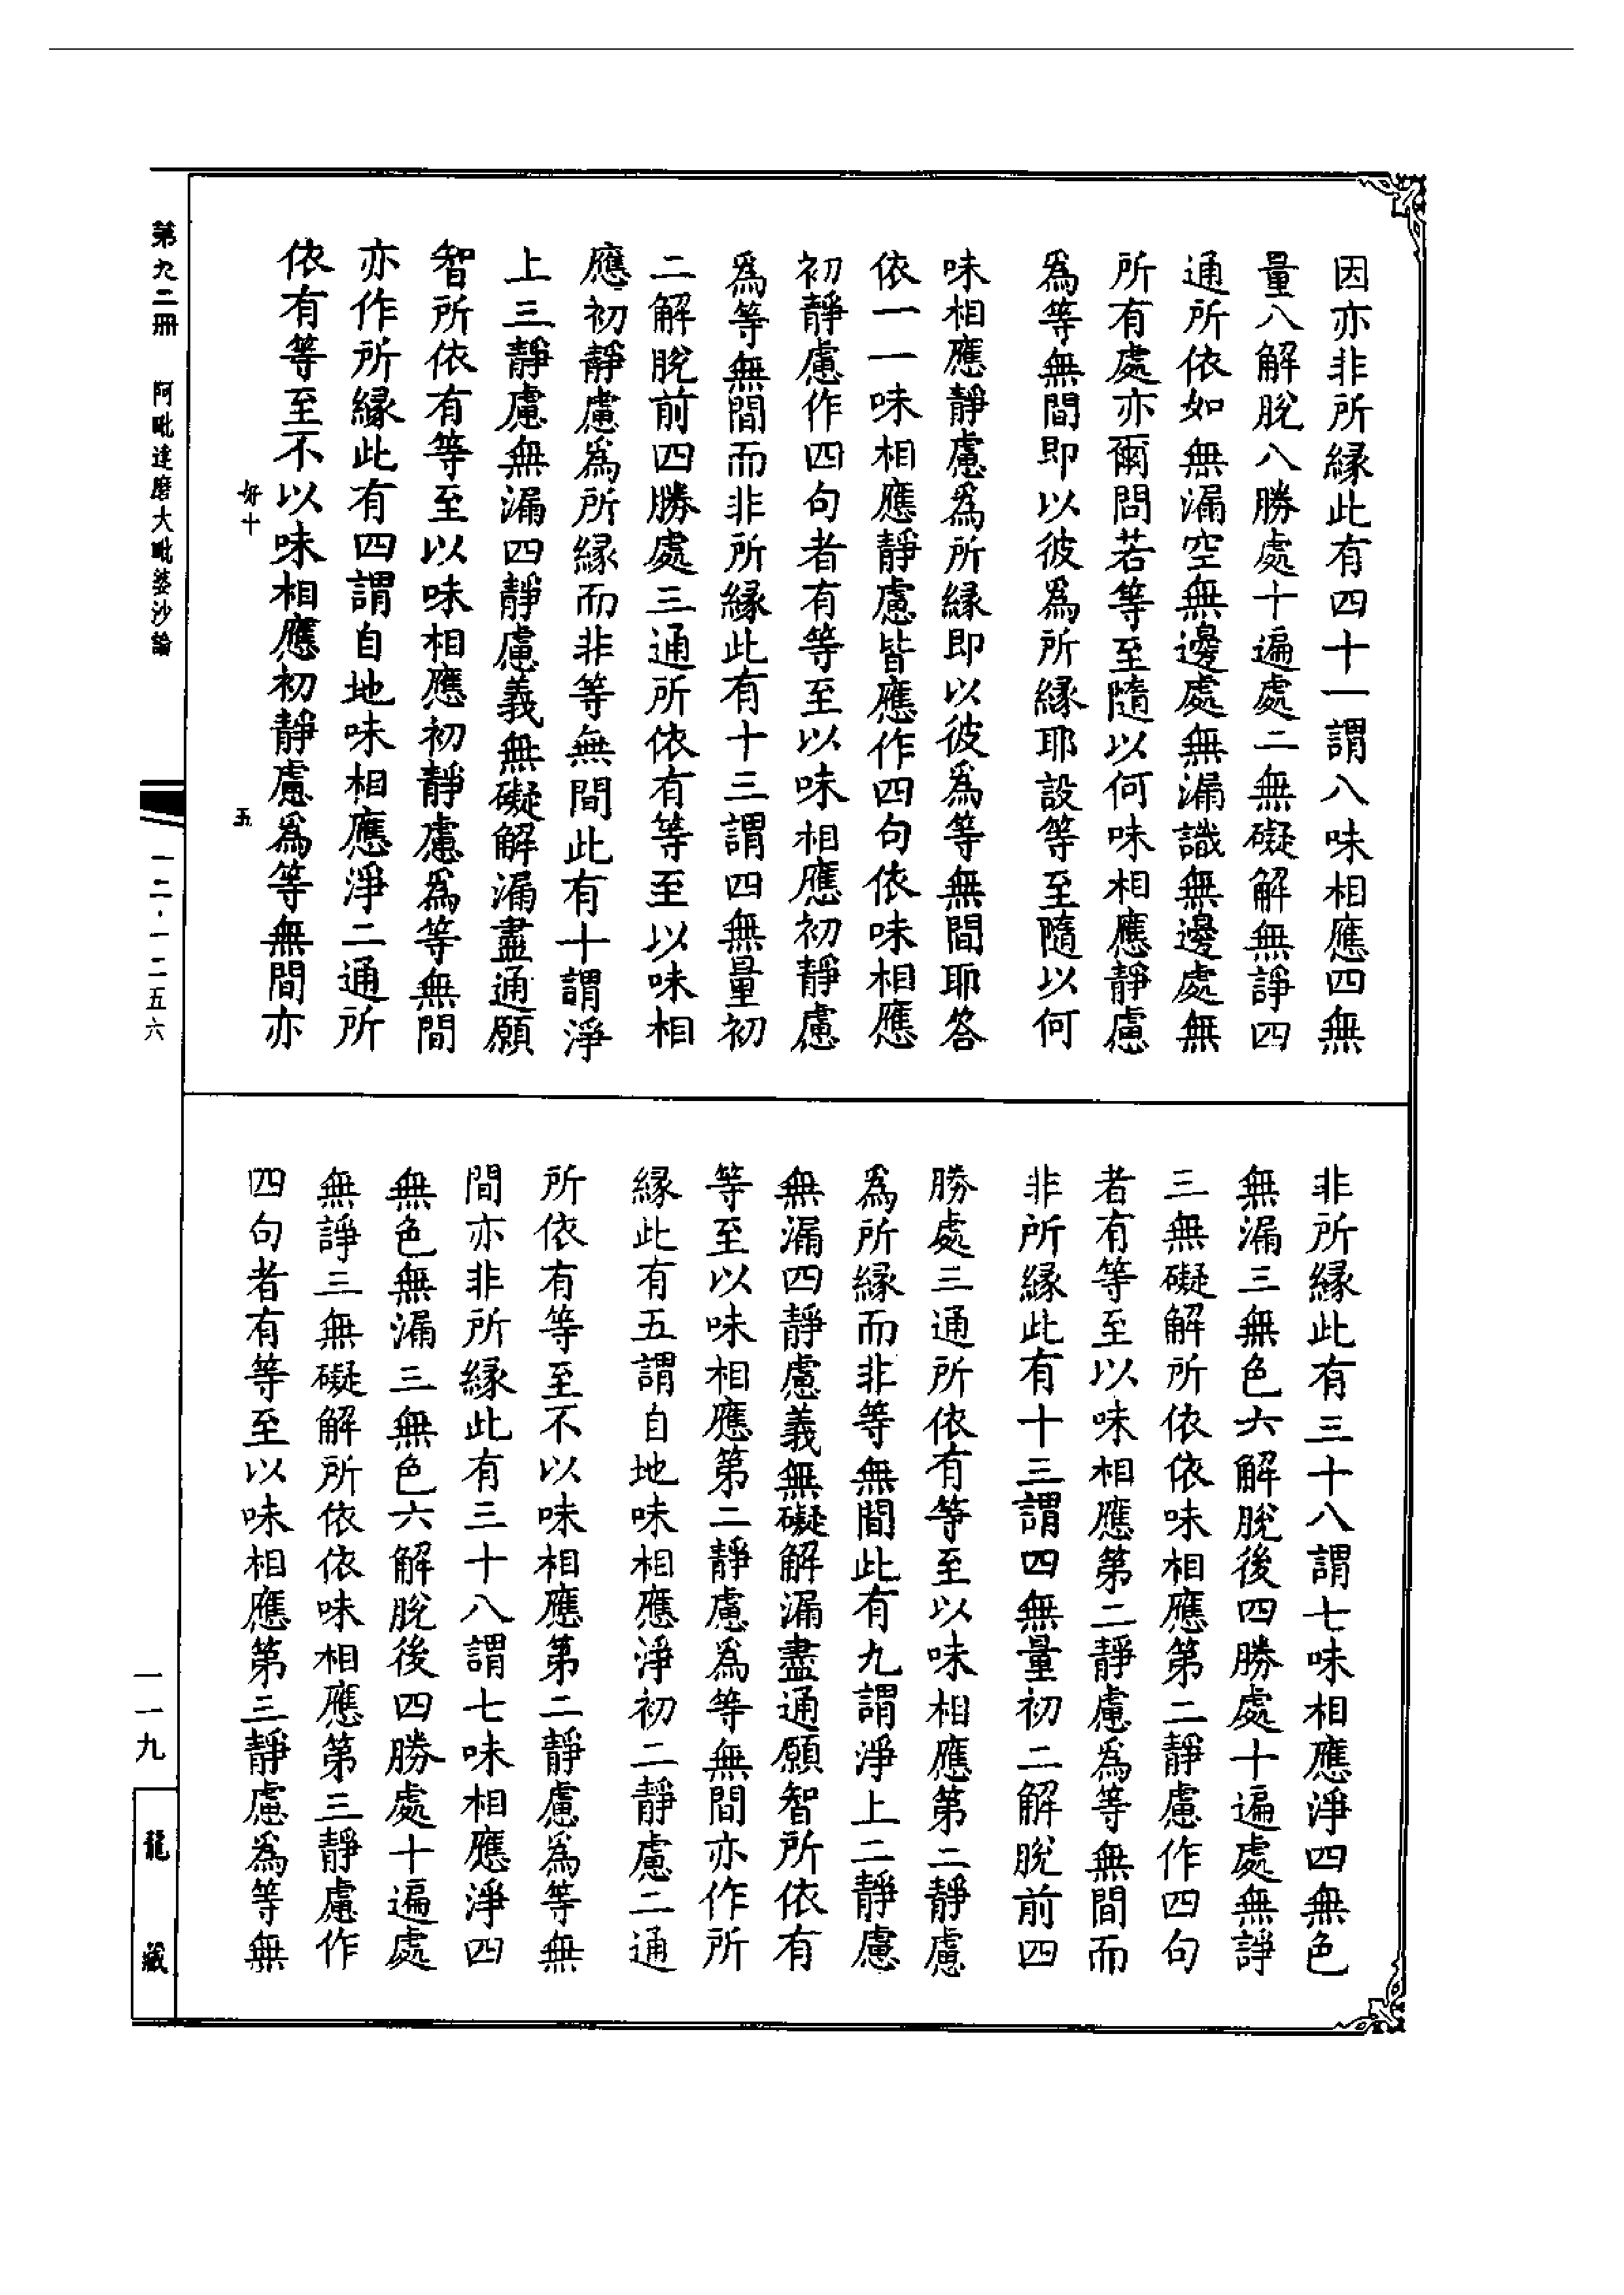 因亦非所縁此有四十一謂八味相應四無
量八解脫八勝處十遍處二無礙解無諍四
通所依如無漏空無邊處無漏識無邊處無
所有處亦爾問若等至隨以何味相應靜慮
爲等無間即以彼爲所縁耶設等至隨以何
味相應靜慮爲所縁即以彼爲等無間耶答
依一一味相應靜慮皆應作四句依味相應
初靜慮作四句者有等至以味相應初靜慮
爲等無間而非所縁此有十三謂四無量初
二解脫前四勝處三通所依有等至以味相
應初靜慮爲所縁而非等無間此有十謂淨
上三靜慮無漏四靜慮義無礙解漏盡通願
智所依有等至以味相應初靜慮爲等無間
亦作所縁此有四謂自地味相應淨二通所
依有等至不以味相應初靜慮爲等無間亦
非所縁此有三十八謂七味相應淨四無色
無漏三無色六解脫後四勝處十遍處無諍
三無礙解所依依味相應第二靜慮作四句
者有等至以味相應第二靜慮爲等無間而
非所縁此有十三謂四無量初二解脫前四
勝處三通所依有等至以味相應第二靜慮
爲所縁而非等無間此有九謂淨上二靜慮
無漏四靜慮義無礙解漏盡通願智所依有
等至以味相應第二靜慮爲等無間亦作所
縁此有五謂自地味相應淨初二靜慮二通
所依有等至不以味相應第二靜慮爲等無
間亦非所縁此有三十八謂七味相應淨四
無色無漏三無色六解脫後四勝處十遍處
無諍三無礙解所依依味相應第三靜慮作
四句者有等至以味相應第三靜慮爲等無
好十
五
第九二冊 阿毗達磨大毗婆沙論
一二·一二五六
一一九
龍藏